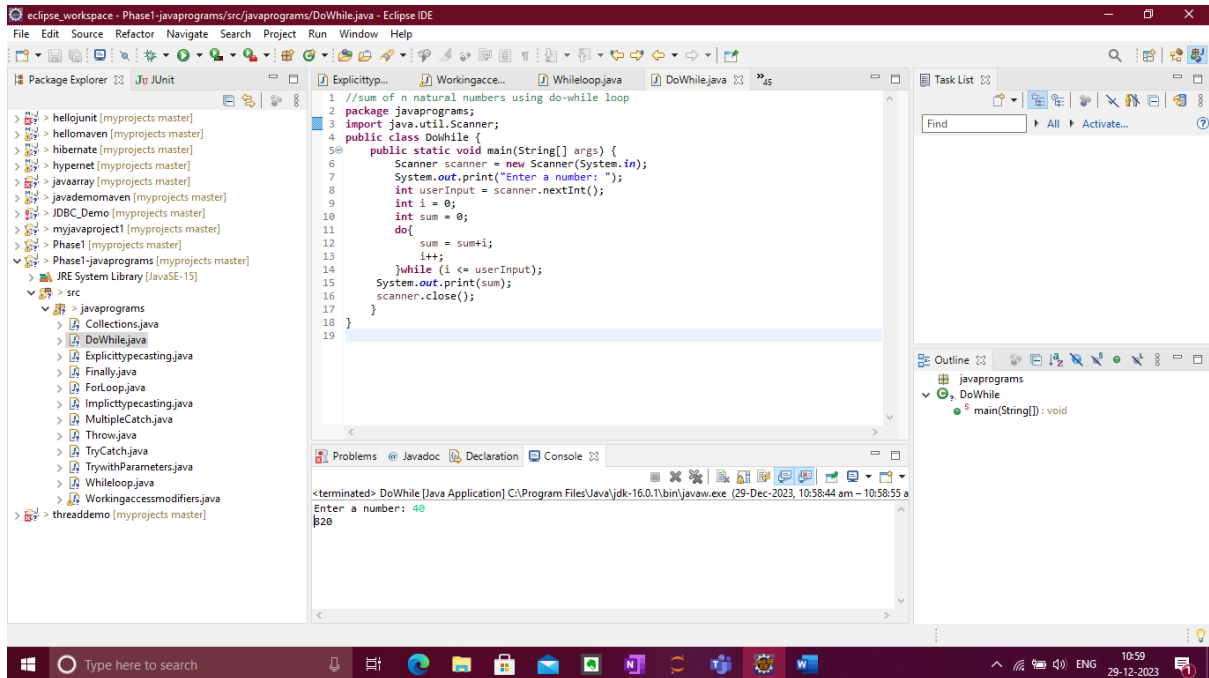 eclipse_workspace - Phase1-javaprograms/src/javaprograms/DoWhile.java - Eclipse IDE
File Edit Source Refactor Navigate Search Project Run Window Help
Package Explorer JUnit
> hellojunit [myprojects master]
> hellomaven [myprojects master]
> hibernate [myprojects master]
> hypernet [myprojects master]
> javaarray [myprojects master]
> javademomaven [myprojects master]
> JDBC_Demo [myprojects master]
> myjavaproject1 [myprojects master]
> Phase1 [myprojects master]
> Phase1-javaprograms [myprojects master]
JRE System Library [JavaSE-15]
> src
> javaprograms
Collections.java
DoWhile.java
Explicittypecasting.java
Finally.java
ForLoop.java
Implicttypecasting.java
MultipleCatch.java
Throw.java
TryCatch.java
TrywithParameters.java
Whileloop.java
Workingaccessmodifiers.java
> threaddemo [myprojects master]
Explicittyp... Workingacce... Whileloop.java DoWhile.java »45
1 //sum of n natural numbers using do-while loop
2 package javaprograms;
3 import java.util.Scanner;
4 public class DoWhile {
5 public static void main(String[] args) {
6 Scanner scanner = new Scanner(System.in);
7 System.out.print("Enter a number: ");
8 int userInput = scanner.nextInt();
9 int i = 0;
10 int sum = 0;
11 do{
12 sum = sum+i;
13 i++;
14 }while (i <= userInput);
15 System.out.print(sum);
16 scanner.close();
17 }
18 }
19
Problems @ Javadoc Declaration Console
<terminated> DoWhile [Java Application] C:\Program Files\Java\jdk-16.0.1\bin\javaw.exe (29-Dec-2023, 10:58:44 am – 10:58:55 a
Enter a number: 40
820
Task List
Find All Activate...
Outline
javaprograms
DoWhile
main(String[]) : void
Type here to search
ENG
10:59
29-12-2023